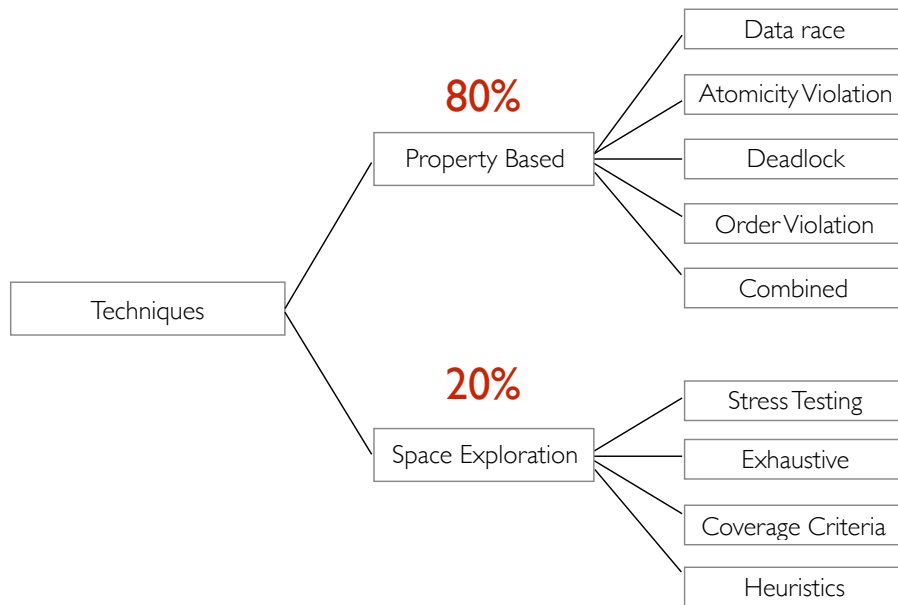 Data race
80%
Atomicity Violation
Property Based
Deadlock
Order Violation
Combined
Techniques
20%
Stress Testing
Space Exploration
Exhaustive
Coverage Criteria
Heuristics